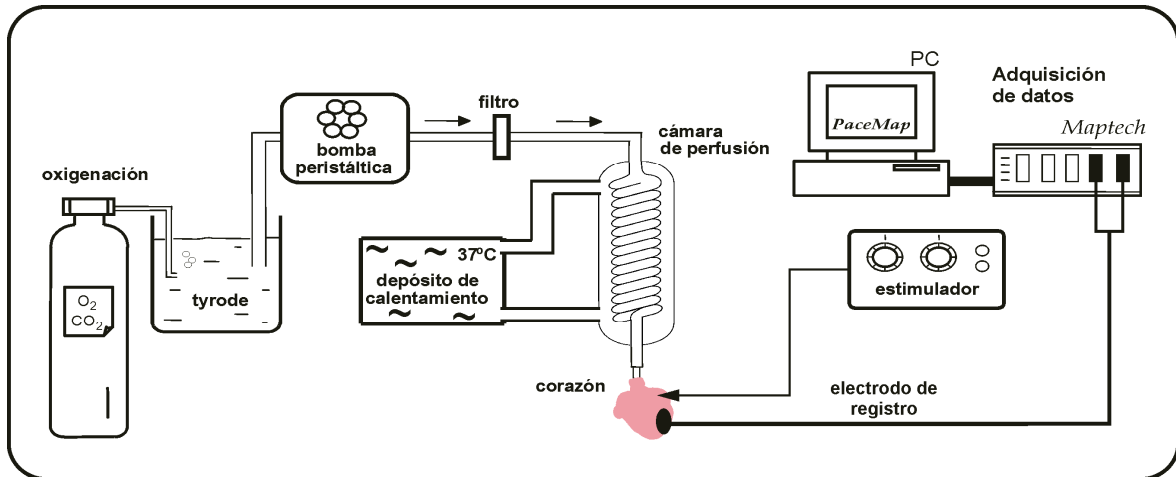 oxigenación
O2
CO2
tyrode
bomba
peristáltica
filtro
37ºC
depósito de
calentamiento
cámara
de perfusión
corazón
PC
PaceMap
Adquisición
de datos
Maptech
estimulador
electrodo de
registro